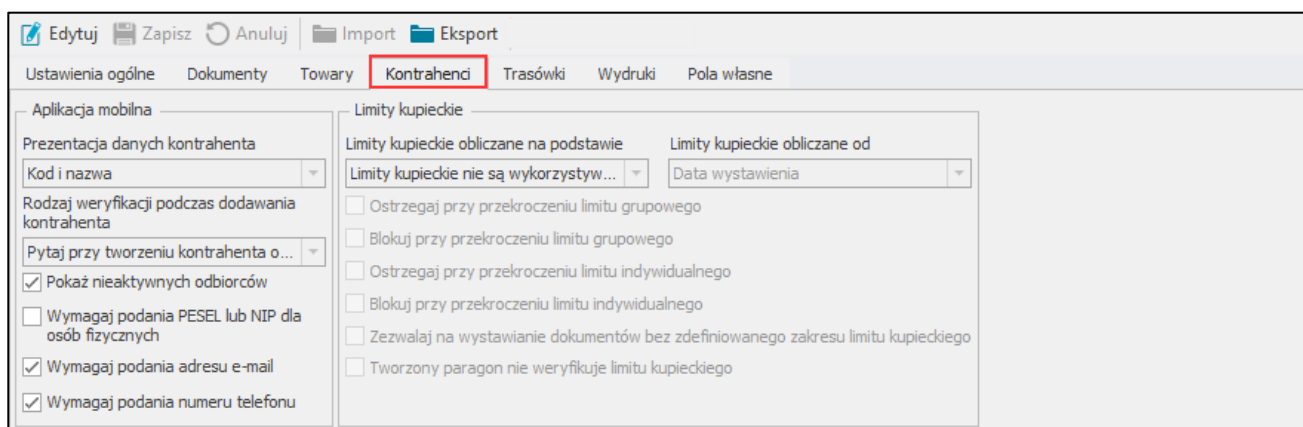 Edytuj Zapisz Anuluj Import Eksport
Ustawienia ogólne Dokumenty Towary Kontrahenci Trasówki Wydruki Pola własne
Aplikacja mobilna
Prezentacja danych kontrahenta
Kod i nazwa
Rodzaj weryfikacji podczas dodawania
kontrahenta
Pytaj przy tworzeniu kontrahenta o...
Pokaż nieaktywnych odbiorców
Wymagaj podania PESEL lub NIP dla
osób fizycznych
Wymagaj podania adresu e-mail
Wymagaj podania numeru telefonu
Limity kupieckie
Limity kupieckie obliczane na podstawie
Limity kupieckie nie są wykorzystyw...
Limity kupieckie obliczane od
Data wystawienia
Ostrzegaj przy przekroczeniu limitu grupowego
Blokuj przy przekroczeniu limitu grupowego
Ostrzegaj przy przekroczeniu limitu indywidualnego
Blokuj przy przekroczeniu limitu indywidualnego
Zezwalaj na wystawianie dokumentów bez zdefiniowanego zakresu limitu kupieckiego
Tworzony paragon nie weryfikuje limitu kupieckiego